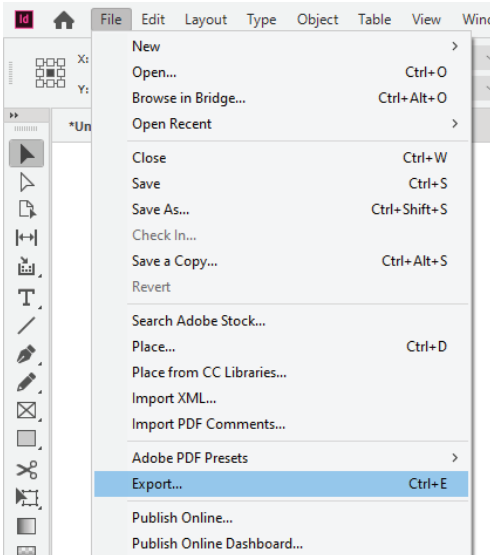 Id File Edit Layout Type Object Table View Wind
X:
Y:
*Un
New
Open... Ctrl+O
Browse in Bridge... Ctrl+Alt+O
Open Recent
Close Ctrl+W
Save Ctrl+S
Save As... Ctrl+Shift+S
Check In...
Save a Copy... Ctrl+Alt+S
Revert
Search Adobe Stock...
Place... Ctrl+D
Place from CC Libraries...
Import XML...
Import PDF Comments...
Adobe PDF Presets
Export... Ctrl+E
Publish Online...
Publish Online Dashboard...